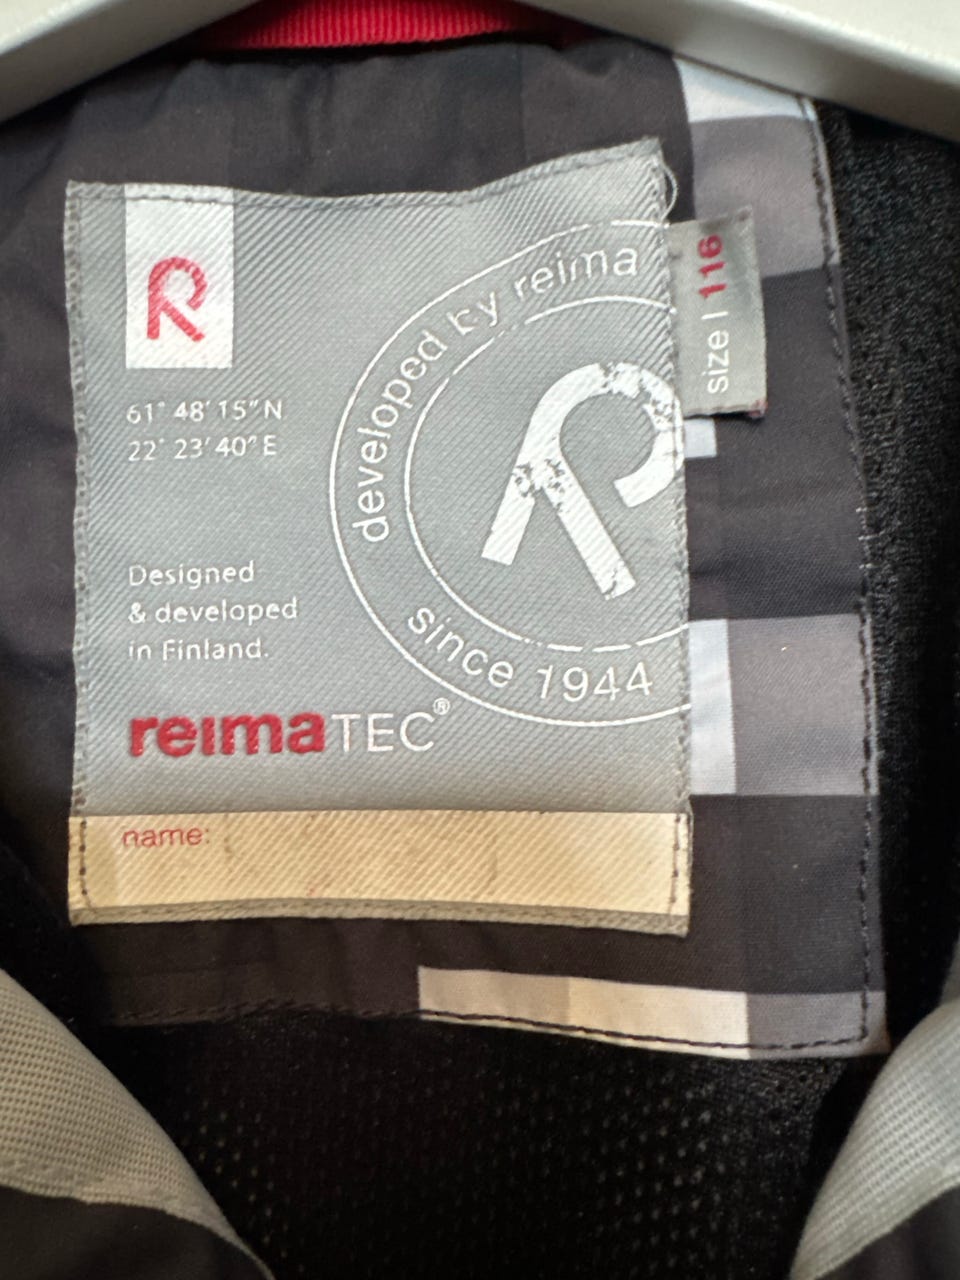 R
61° 48' 15" N
22° 23' 40" E
developed by reima
since 1944
size | 116
Designed
& developed
in Finland.
reimaTEC®
name: